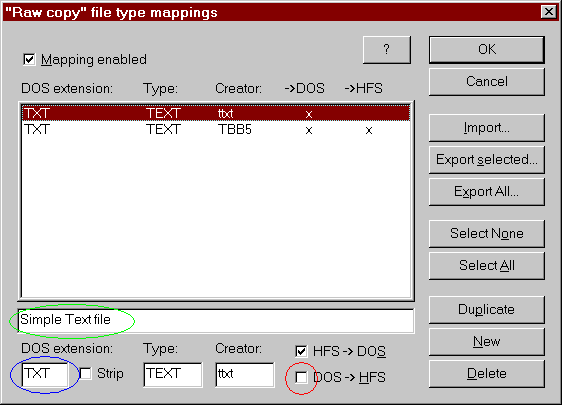 "Raw copy" file type mappings
Mapping enabled
?
OK
Cancel
DOS extension: Type: Creator: ->DOS ->HFS
TXT TEXT ttxt x
TXT TEXT TBB5 x x
Import...
Export selected...
Export All...
Select None
Select All
Simple Text file
Duplicate
New
Delete
DOS extension: Type: Creator:
HFS -> DOS
TXT Strip TEXT ttxt
DOS -> HFS